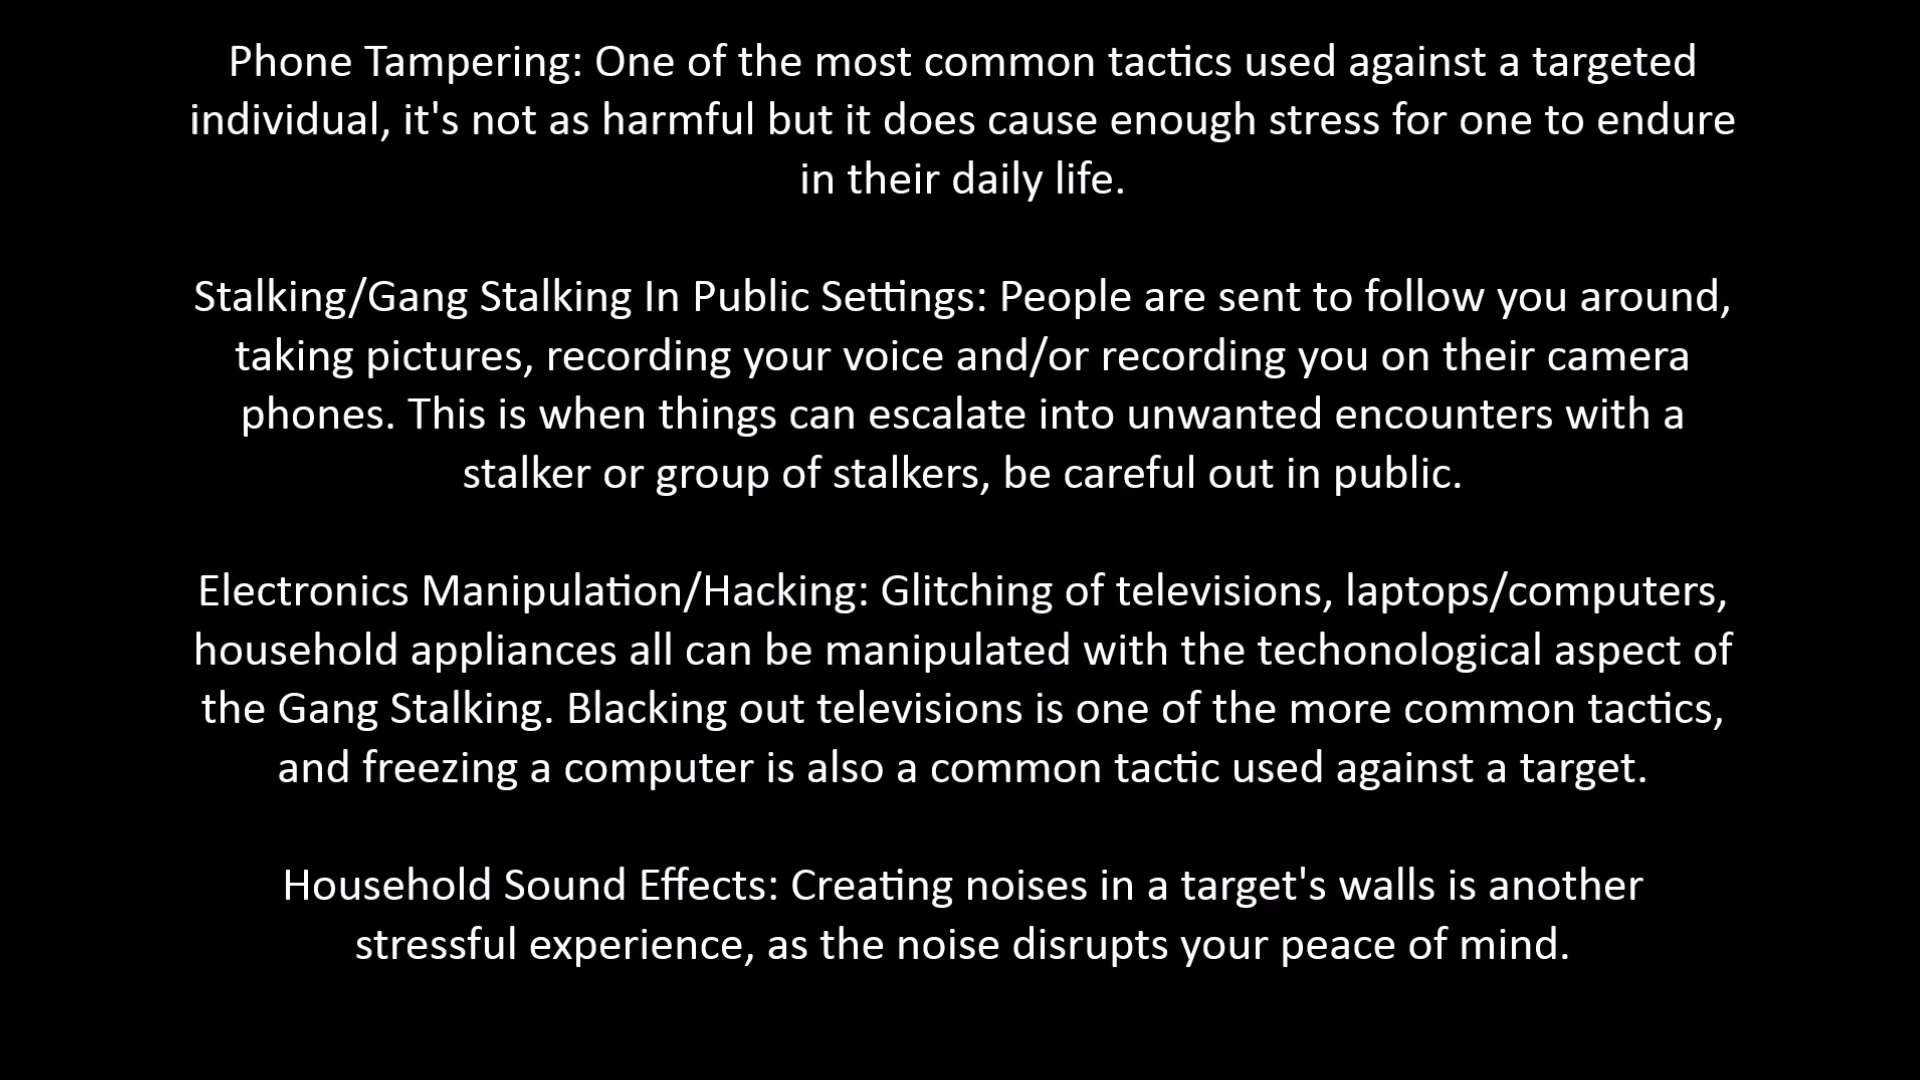 Phone Tampering: One of the most common tactics used against a targeted
individual, it's not as harmful but it does cause enough stress for one to endure
in their daily life.
Stalking/Gang Stalking In Public Settings: People are sent to follow you around,
taking pictures, recording your voice and/or recording you on their camera
phones. This is when things can escalate into unwanted encounters with a
stalker or group of stalkers, be careful out in public.
Electronics Manipulation/Hacking: Glitching of televisions, laptops/computers,
household appliances all can be manipulated with the techonological aspect of
the Gang Stalking. Blacking out televisions is one of the more common tactics,
and freezing a computer is also a common tactic used against a target.
Household Sound Effects: Creating noises in a target's walls is another
stressful experience, as the noise disrupts your peace of mind.